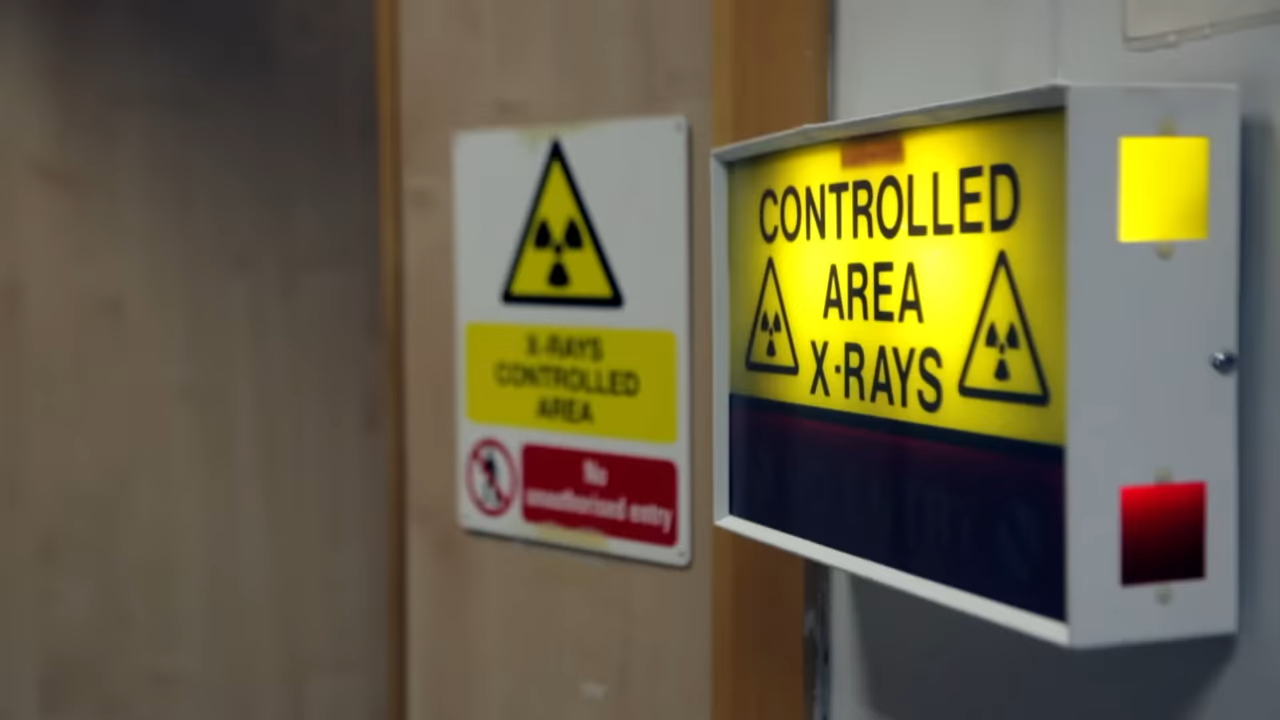 X-RAYS
CONTROLLED
AREA
No
unauthorised entry
CONTROLLED
AREA
X-RAYS